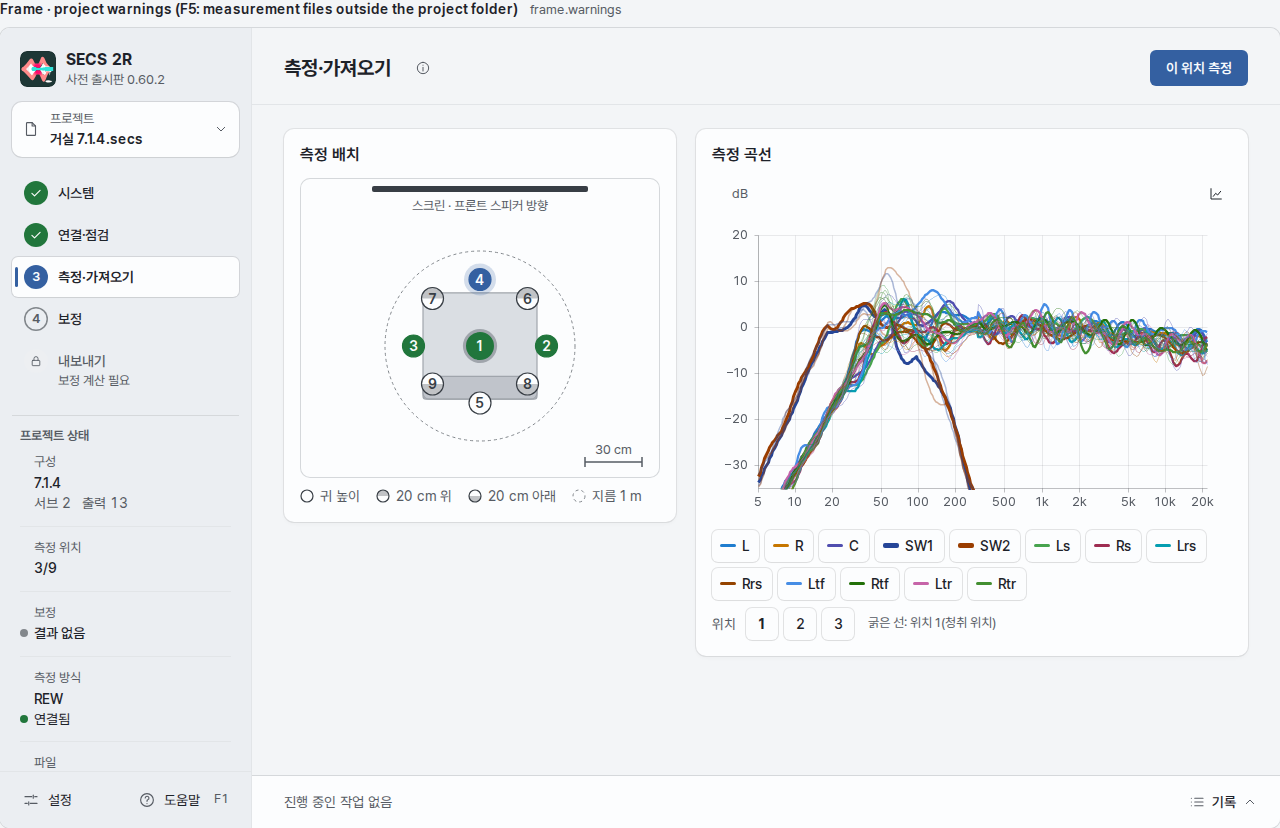 Frame · project warnings (F5: measurement files outside the project folder) frame.warnings
SECS 2R
사전 출시판 0.60.2
프로젝트
거실 7.1.4.secs
시스템
연결·점검
3 측정·가져오기
4 보정
내보내기
보정 계산 필요
프로젝트 상태
구성
7.1.4
서브 2 출력 13
측정 위치
3/9
보정
결과 없음
측정 방식
REW
연결됨
파일
설정
도움말 F1
측정·가져오기
이 위치 측정
측정 배치
스크린 · 프론트 스피커 방향
4
7
6
3
1
2
9
8
5
30 cm
귀 높이
20 cm 위
20 cm 아래
지름 1 m
측정 곡선
dB
20
10
0
−10
−20
−30
5 10 20 50 100 200 500 1k 2k 5k 10k 20k
L R C SW1 SW2 Ls Rs Lrs
Rrs Ltf Rtf Ltr Rtr
위치 1 2 3 굵은 선: 위치 1(청취 위치)
진행 중인 작업 없음
기록